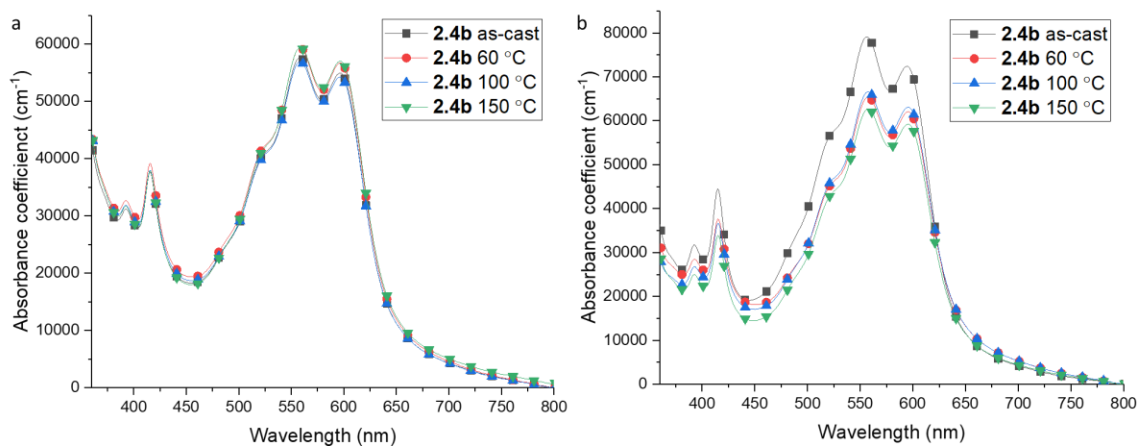 a
2.4b as-cast
2.4b 60 °C
2.4b 100 °C
2.4b 150 °C
60000
50000
40000
30000
20000
10000
0
Absorbance coefficienct (cm-1)
400 450 500 550 600 650 700 750 800
Wavelength (nm)
b
2.4b as-cast
2.4b 60 °C
2.4b 100 °C
2.4b 150 °C
90000
80000
70000
60000
50000
40000
30000
20000
10000
0
Absorbance coefficient (cm-1)
400 450 500 550 600 650 700 750 800
Wavelength (nm)